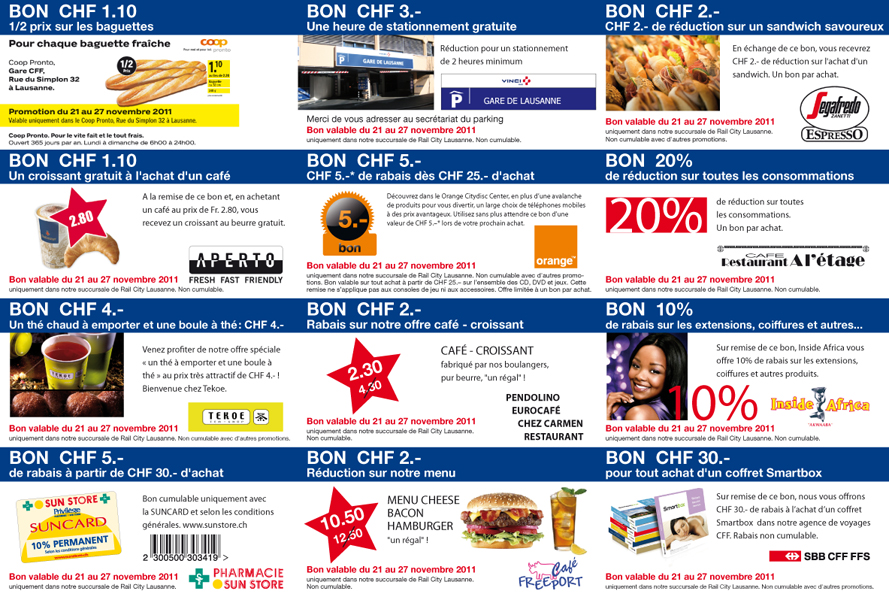 BON CHF 1.10
1/2 prix sur les baguettes
Pour chaque baguette fraîche
coop
Coop Pronto,
Gare CFF,
Rue du Simplon 32
à Lausanne.
1/2
Prix
1.10
Promotion du 21 au 27 novembre 2011
Valable uniquement dans le Coop Pronto, Rue du Simplon 32 à Lausanne.
Coop Pronto. Pour le vite fait et le tout frais.
Ouvert 365 jours par an. Lundi à dimanche de 6h00 à 24h00.
BON CHF 3.-
Une heure de stationnement gratuite
P GARE DE LAUSANNE
Réduction pour un stationnement
de 2 heures minimum
VINCI
P GARE DE LAUSANNE
Merci de vous adresser au secrétariat du parking
Bon valable du 21 au 27 novembre 2011
uniquement dans notre succursale de Rail City Lausanne. Non cumulable.
BON CHF 2.-
CHF 2.- de réduction sur un sandwich savoureux
En échange de ce bon, vous recevrez
CHF 2.- de réduction sur l'achat d'un
sandwich. Un bon par achat.
Segafredo
ZANETTI
ESPRESSO
Bon valable du 21 au 27 novembre 2011
uniquement dans notre succursale de Rail City Lausanne.
Non cumulable avec d'autres promotions.
BON CHF 1.10
Un croissant gratuit à l'achat d'un café
2.80
A la remise de ce bon et, en achetant
un café au prix de Fr. 2.80, vous
recevez un croissant au beurre gratuit.
APERTO
FRESH FAST FRIENDLY
Bon valable du 21 au 27 novembre 2011
uniquement dans notre succursale de Rail City Lausanne. Non cumulable.
BON CHF 5.-
CHF 5.-* de rabais dès CHF 25.- d'achat
5.-
bon
Découvrez dans le Orange Citydisc Center, en plus d'une avalanche
de produits pour vous divertir, un large choix de téléphones mobiles
à des prix avantageux. Utilisez sans plus attendre ce bon d'une
valeur de CHF 5.–* lors de votre prochain achat.
orange™
Bon valable du 21 au 27 novembre 2011
uniquement dans notre succursale de Rail City Lausanne. Non cumulable avec d'autres promo-
tions. Bon valable sur tout achat à partir de CHF 25.– sur l'ensemble des CD, DVD et jeux. Cette
remise ne s'applique pas aux consoles de jeu ni aux accessoires. Offre limitée à un bon par achat.
BON 20%
de réduction sur toutes les consommations
20%
de réduction sur toutes
les consommations.
Un bon par achat.
CAFE
Restaurant A l'étage
Bon valable du 21 au 27 novembre 2011
uniquement dans notre succursale de Rail City Lausanne. Non cumulable.
BON CHF 4.-
Un thé chaud à emporter et une boule à thé: CHF 4.-
TEKOE
Venez profiter de notre offre spéciale
« un thé à emporter et une boule à
thé » au prix très attractif de CHF 4.- !
Bienvenue chez Tekoe.
TEKOE
Bon valable du 21 au 27 novembre 2011
uniquement dans notre succursale de Rail City Lausanne. Non cumulable avec d'autres promotions.
BON CHF 2.-
Rabais sur notre offre café - croissant
2.30
4.30
CAFÉ - CROISSANT
fabriqué par nos boulangers,
pur beurre, "un régal" !
PENDOLINO
EUROCAFÉ
CHEZ CARMEN
RESTAURANT
Bon valable du 21 au 27 novembre 2011
uniquement dans notre succursale de Rail City Lausanne.
Non cumulable.
BON 10%
de rabais sur les extensions, coiffures et autres...
Sur remise de ce bon, Inside Africa vous
offre 10% de rabais sur les extensions,
coiffures et autres produits.
10%
Inside Africa
Bon valable du 21 au 27 novembre 2011
uniquement dans notre succursale de Rail City Lausanne. Non cumulable.
BON CHF 5.-
de rabais à partir de CHF 30.- d'achat
SUN STORE
Privilège
SUNCARD
10% PERMANENT
Selon les conditions générales
Bon cumulable uniquement avec
la SUNCARD et selon les conditions
générales. www.sunstore.ch
2 300500 303419 >
PHARMACIE
SUN STORE
Bon valable du 21 au 27 novembre 2011
uniquement dans notre succursale de Rail City Lausanne.
BON CHF 2.-
Réduction sur notre menu
10.50
12.50
MENU CHEESE
BACON
HAMBURGER
"un régal" !
Café
FREEPORT
Bon valable du 21 au 27 novembre 2011
uniquement dans notre succursale de Rail City Lausanne.
Non cumulable.
BON CHF 30.-
pour tout achat d'un coffret Smartbox
Smartbox
Sur remise de ce bon, nous vous offrons
CHF 30.- de rabais à l'achat d'un coffret
Smartbox dans notre agence de voyages
CFF. Rabais non cumulable.
SBB CFF FFS
Bon valable du 21 au 27 novembre 2011
uniquement dans notre succursale de Rail City Lausanne. Non cumulable avec d'autres promotions.